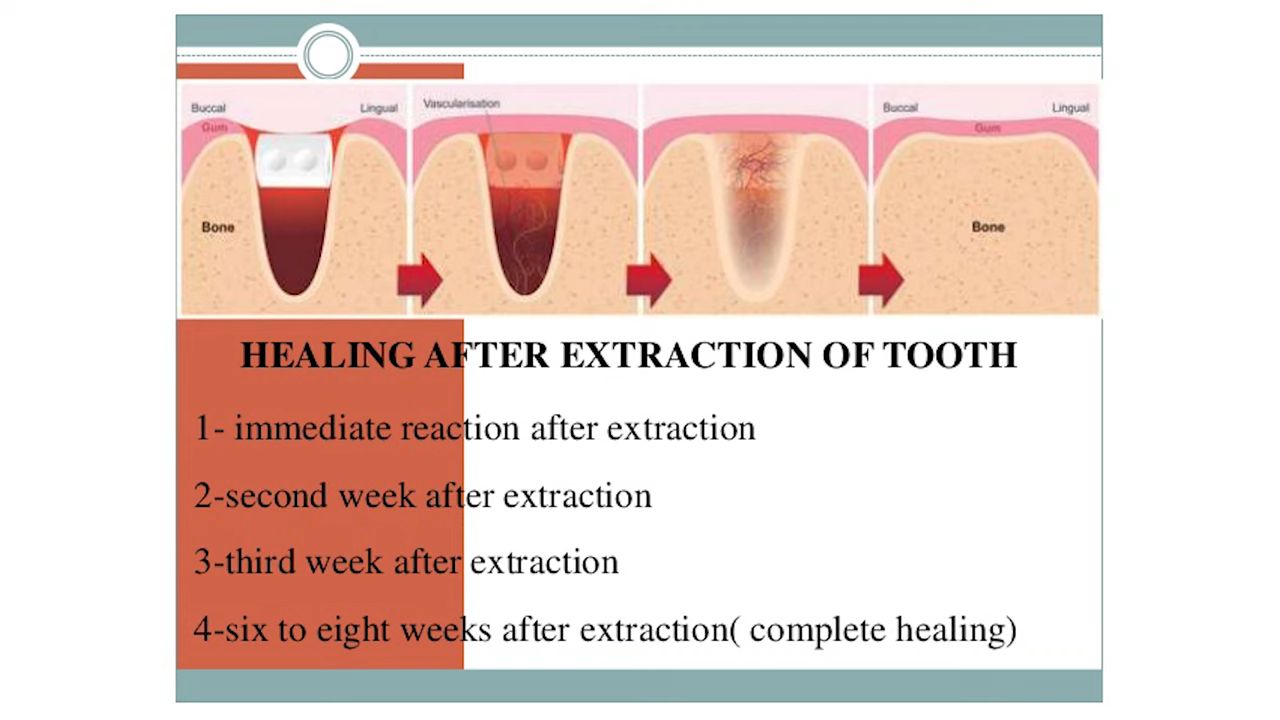 Buccal
Lingual
Gum
Bone
Vascularisation
Buccal
Lingual
Gum
Bone
HEALING AFTER EXTRACTION OF TOOTH
1- immediate reaction after extraction
2-second week after extraction
3-third week after extraction
4-six to eight weeks after extraction( complete healing)